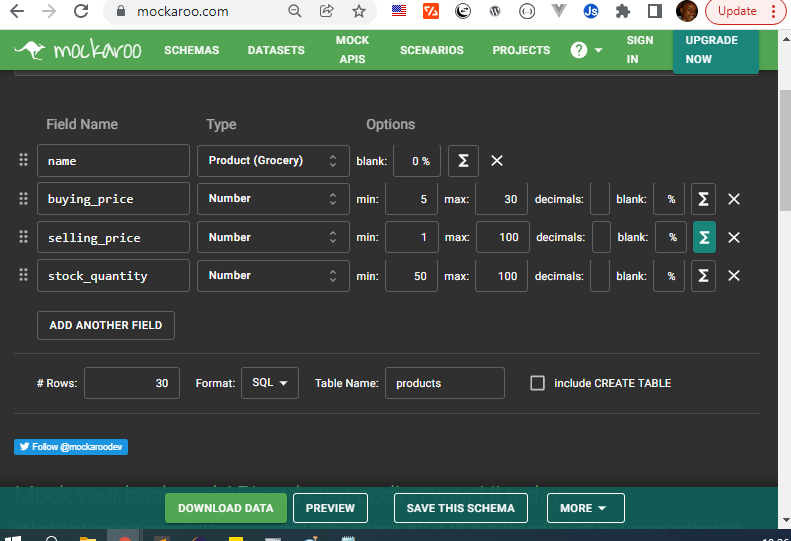 mockaroo.com
Update
mockaroo
SCHEMAS
DATASETS
MOCK APIS
SCENARIOS
PROJECTS
?
SIGN IN
UPGRADE NOW
Field Name Type Options
name Product (Grocery) blank: 0 % Σ
buying_price Number min: 5 max: 30 decimals: blank: % Σ
selling_price Number min: 1 max: 100 decimals: blank: % Σ
stock_quantity Number min: 50 max: 100 decimals: blank: % Σ
ADD ANOTHER FIELD
# Rows: 30 Format: SQL Table Name: products include CREATE TABLE
Follow @mockaroodev
DOWNLOAD DATA PREVIEW SAVE THIS SCHEMA MORE